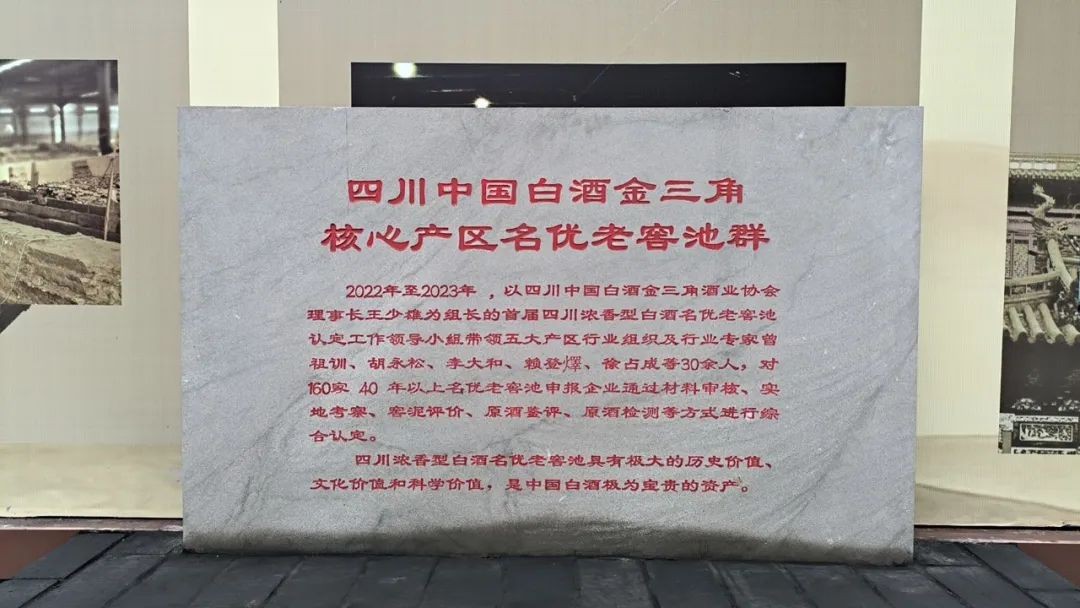 四川中国白酒金三角
核心产区名优老窖池群
2022年至2023年，以四川中国白酒金三角酒业协会
理事长王少雄为组长的首届四川浓香型白酒名优老窖池
认定工作领导小组带领五大产区行业组织及行业专家曾
祖训、胡永松、李大和、赖登燡、徐占成等30余人，对
160家 40 年以上名优老窖池申报企业通过材料审核、实
地考察、窖泥评价、原酒鉴评、原酒检测等方式进行综
合认定。
四川浓香型白酒名优老窖池具有极大的历史价值、
文化价值和科学价值，是中国白酒极为宝贵的资产。